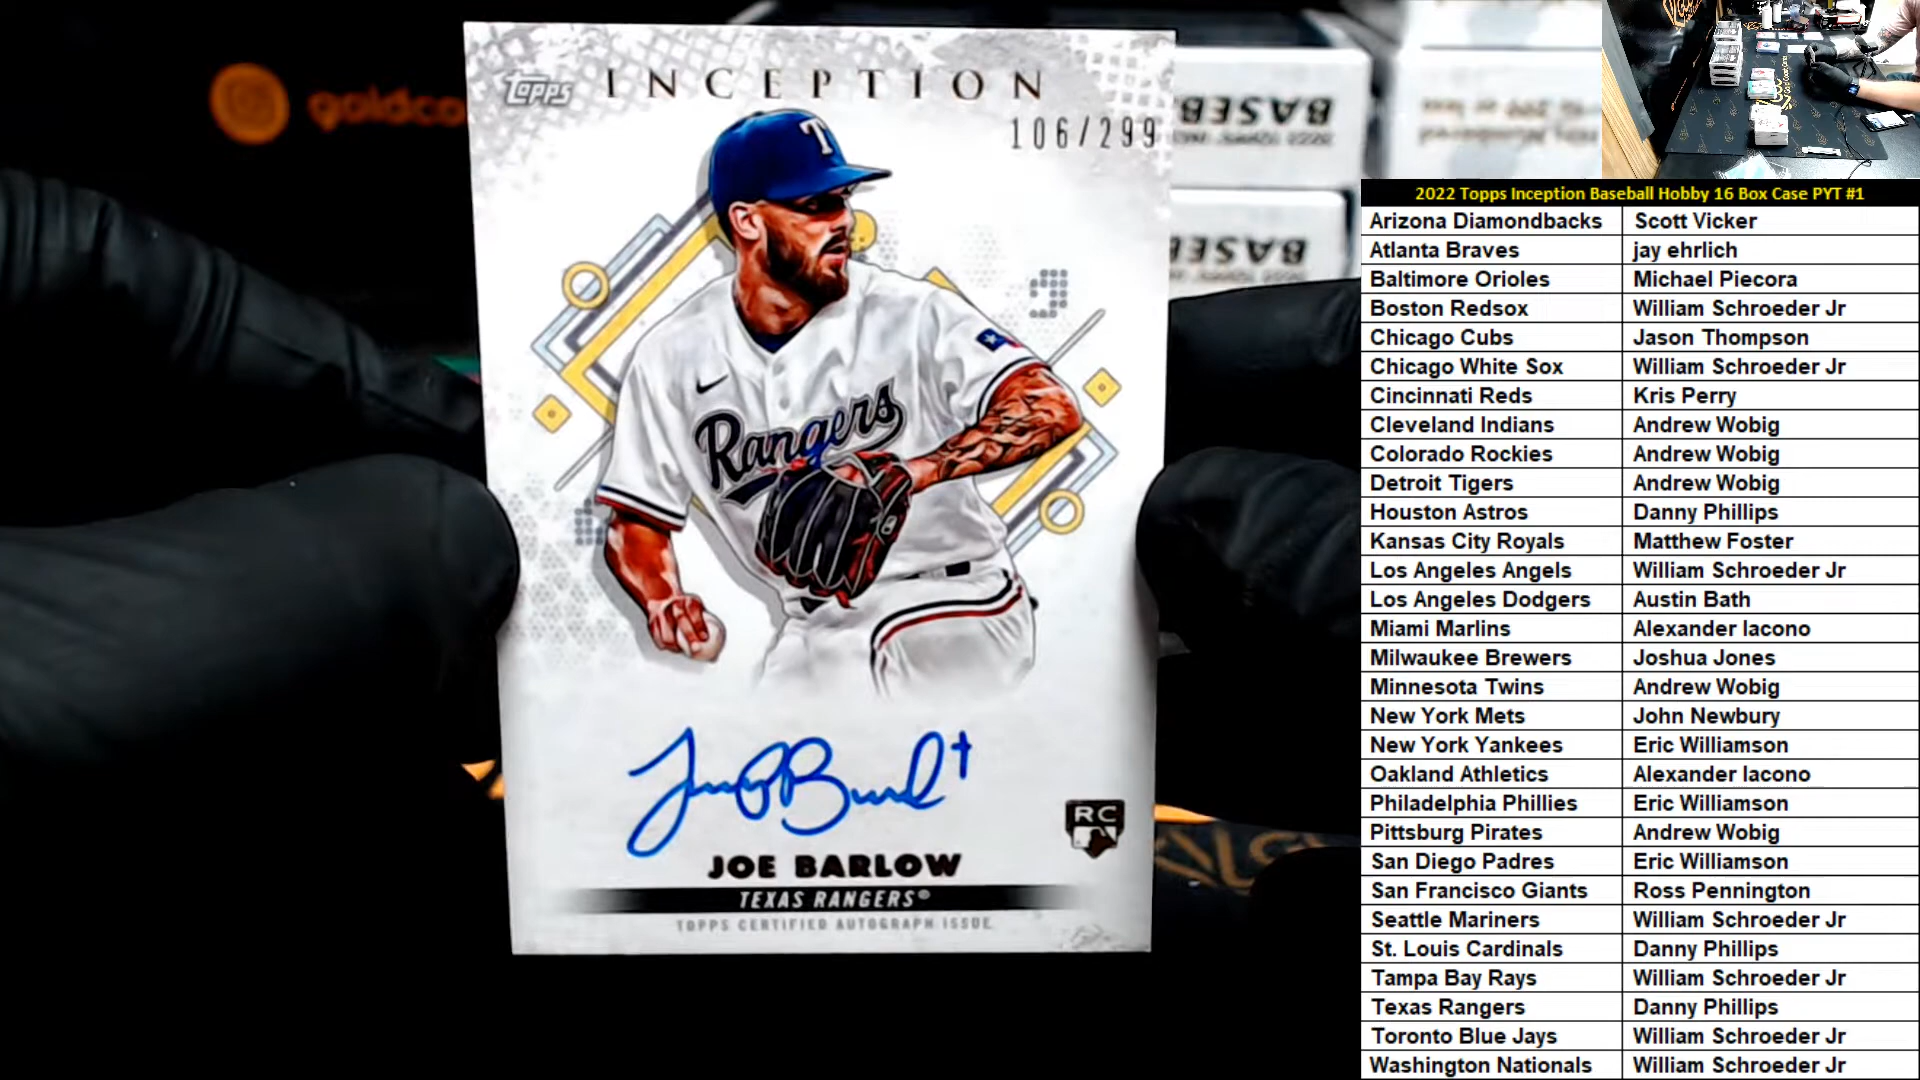 Topps INCEPTION
106/299
goldco
BASEB
BASEB
T
Rangers
RC
JOE BARLOW
TEXAS RANGERS®
TOPPS CERTIFIED AUTOGRAPH ISSUE
2022 Topps Inception Baseball Hobby 16 Box Case PYT #1
Arizona Diamondbacks Scott Vicker
Atlanta Braves jay ehrlich
Baltimore Orioles Michael Piecora
Boston Redsox William Schroeder Jr
Chicago Cubs Jason Thompson
Chicago White Sox William Schroeder Jr
Cincinnati Reds Kris Perry
Cleveland Indians Andrew Wobig
Colorado Rockies Andrew Wobig
Detroit Tigers Andrew Wobig
Houston Astros Danny Phillips
Kansas City Royals Matthew Foster
Los Angeles Angels William Schroeder Jr
Los Angeles Dodgers Austin Bath
Miami Marlins Alexander Iacono
Milwaukee Brewers Joshua Jones
Minnesota Twins Andrew Wobig
New York Mets John Newbury
New York Yankees Eric Williamson
Oakland Athletics Alexander Iacono
Philadelphia Phillies Eric Williamson
Pittsburg Pirates Andrew Wobig
San Diego Padres Eric Williamson
San Francisco Giants Ross Pennington
Seattle Mariners William Schroeder Jr
St. Louis Cardinals Danny Phillips
Tampa Bay Rays William Schroeder Jr
Texas Rangers Danny Phillips
Toronto Blue Jays William Schroeder Jr
Washington Nationals William Schroeder Jr